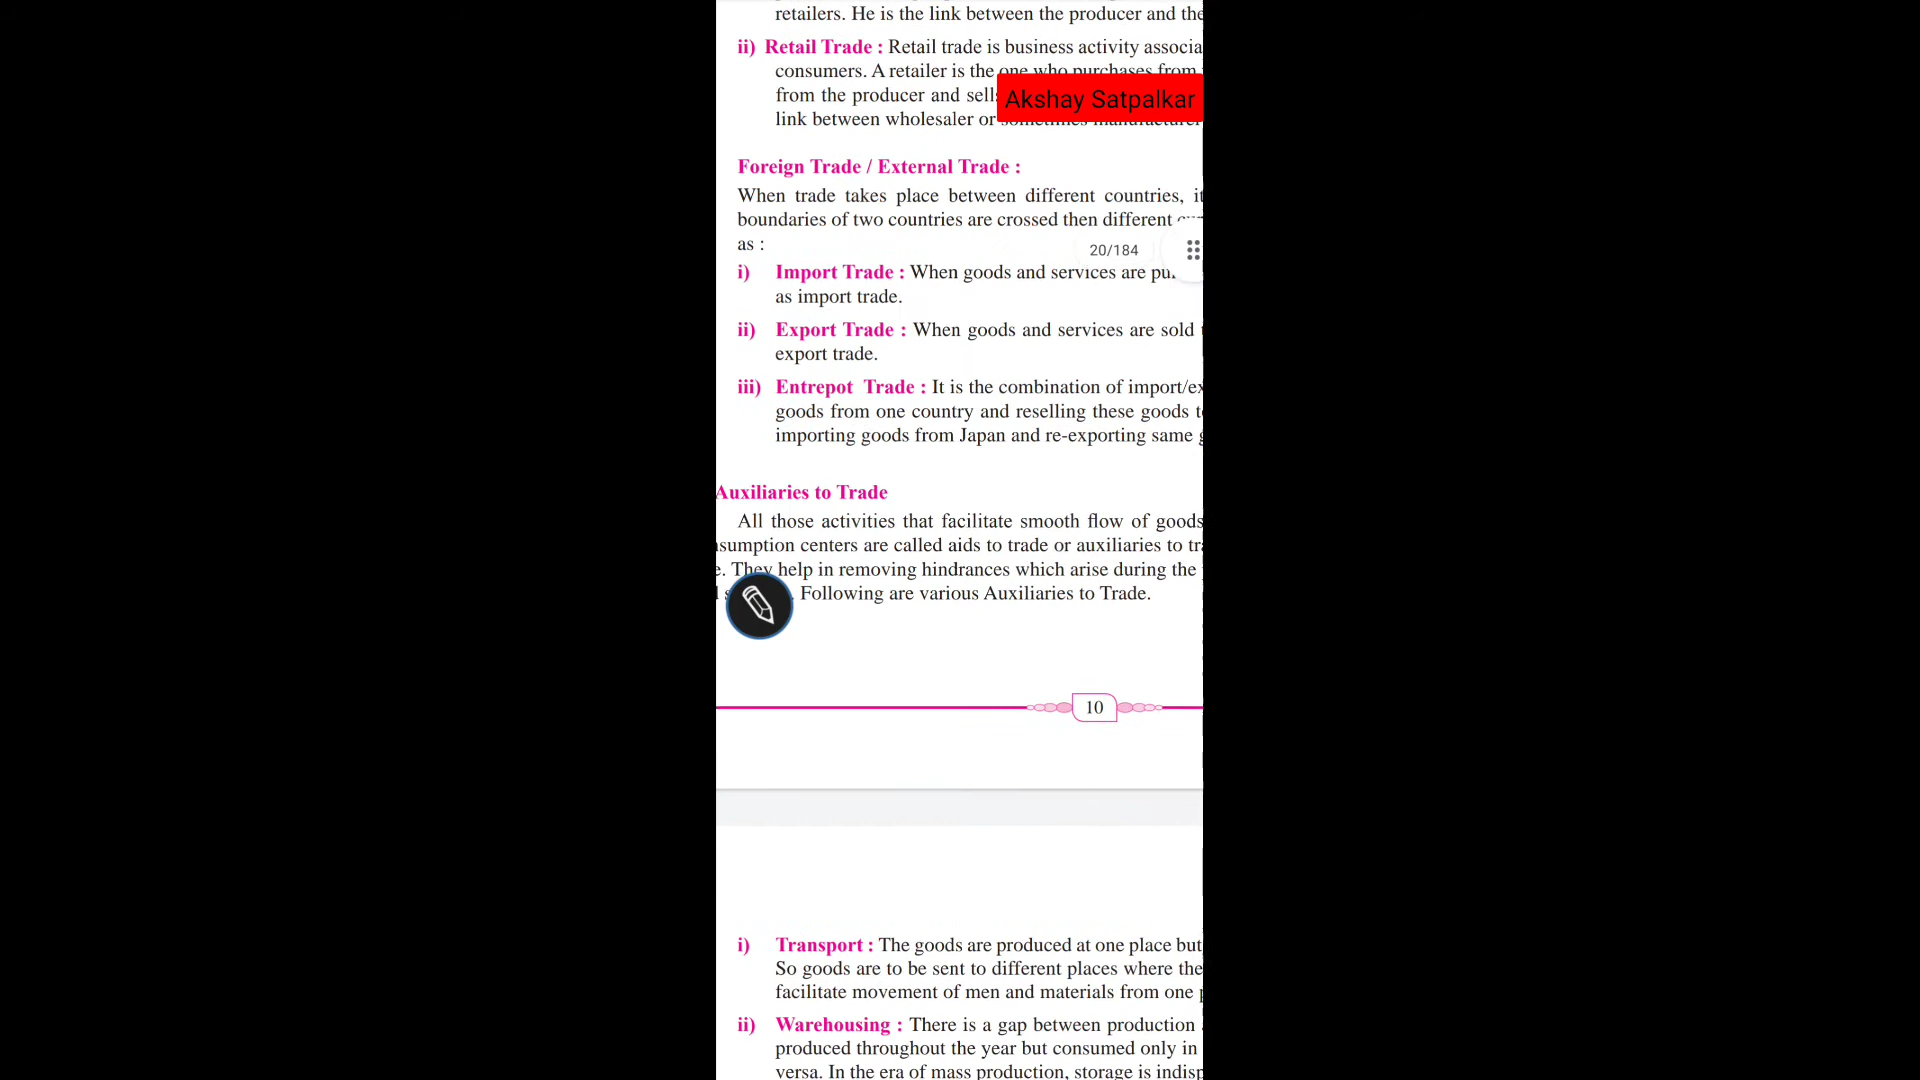 retailers. He is the link between the producer and the
ii) Retail Trade : Retail trade is business activity associa
consumers. A retailer is the one who purchases from
from the producer and sells
Akshay Satpalkar
link between wholesaler or sometimes manufacturer
Foreign Trade / External Trade :
When trade takes place between different countries, it
boundaries of two countries are crossed then different
as :
20/184
i) Import Trade : When goods and services are pu
as import trade.
ii) Export Trade : When goods and services are sold
export trade.
iii) Entrepot Trade : It is the combination of import/ex
goods from one country and reselling these goods t
importing goods from Japan and re-exporting same g
Auxiliaries to Trade
All those activities that facilitate smooth flow of goods
sumption centers are called aids to trade or auxiliaries to tra
e. They help in removing hindrances which arise during the
Following are various Auxiliaries to Trade.
10
i) Transport : The goods are produced at one place but
So goods are to be sent to different places where the
facilitate movement of men and materials from one p
ii) Warehousing : There is a gap between production
produced throughout the year but consumed only in
versa. In the era of mass production, storage is indisp